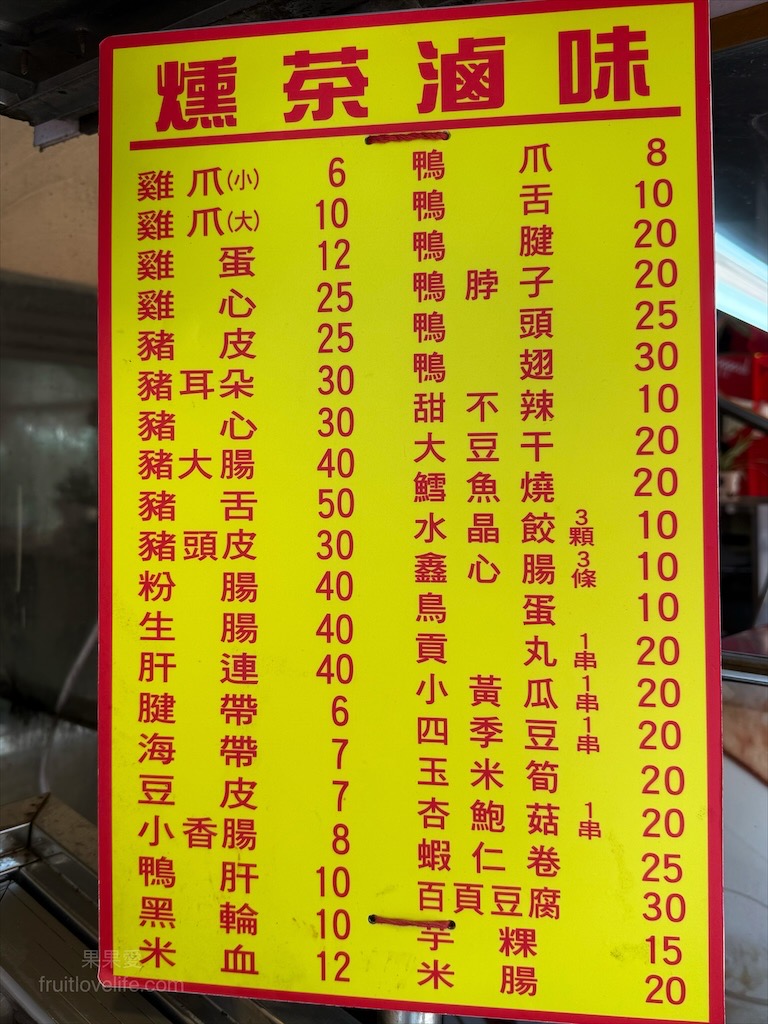 燻茶滷味
雞爪(小) 6
雞爪(大) 10
雞蛋 12
雞心 25
豬皮 25
豬耳朵 30
豬心 30
豬大腸 40
豬舌 50
豬頭皮 30
粉腸 40
生腸 40
肝連 40
腱帶 6
海帶 7
豆皮 7
小香腸 8
鴨肝 10
黑輪 10
米血 12
鴨爪 8
鴨舌 10
鴨腱 20
鴨脖子 20
鴨頭 25
鴨翅 30
甜不辣 10
大豆干 20
鱈魚燒 20
水晶餃 3顆 10
鑫心腸 3條 10
鳥蛋 10
貢丸 1串 20
小黃瓜 1串 20
四季豆 1串 20
玉米筍 20
杏鮑菇 1串 20
蝦仁卷 25
百頁豆腐 30
芋粿 15
米腸 20
果果愛
fruitlovelife.com